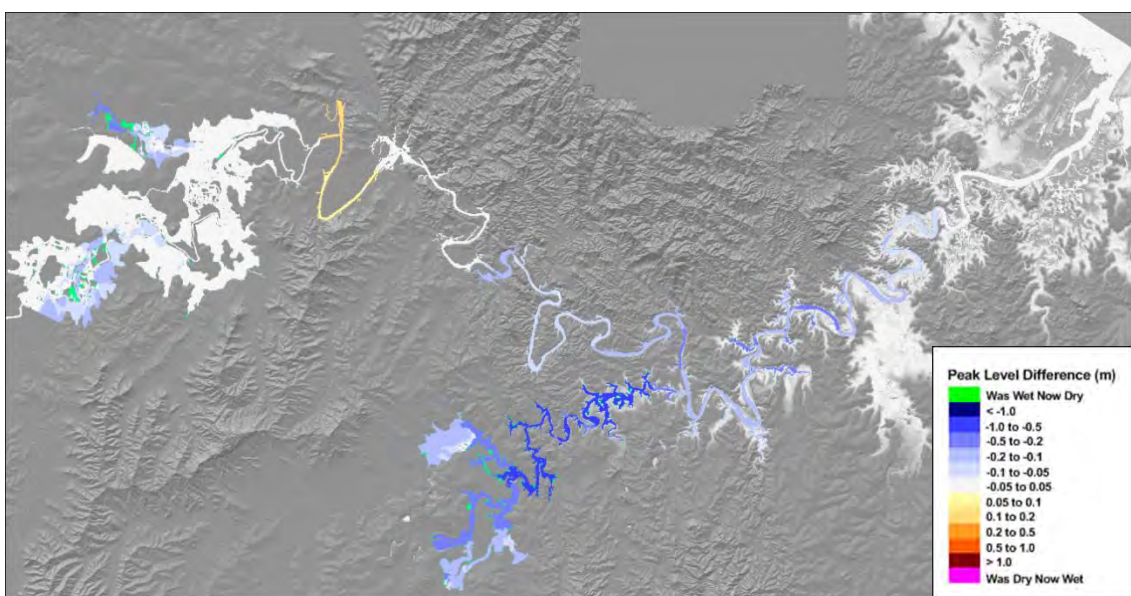 Peak Level Difference (m)
Was Wet Now Dry
< -1.0
-1.0 to -0.5
-0.5 to -0.2
-0.2 to -0.1
-0.1 to -0.05
-0.05 to 0.05
0.05 to 0.1
0.1 to 0.2
0.2 to 0.5
0.5 to 1.0
> 1.0
Was Dry Now Wet